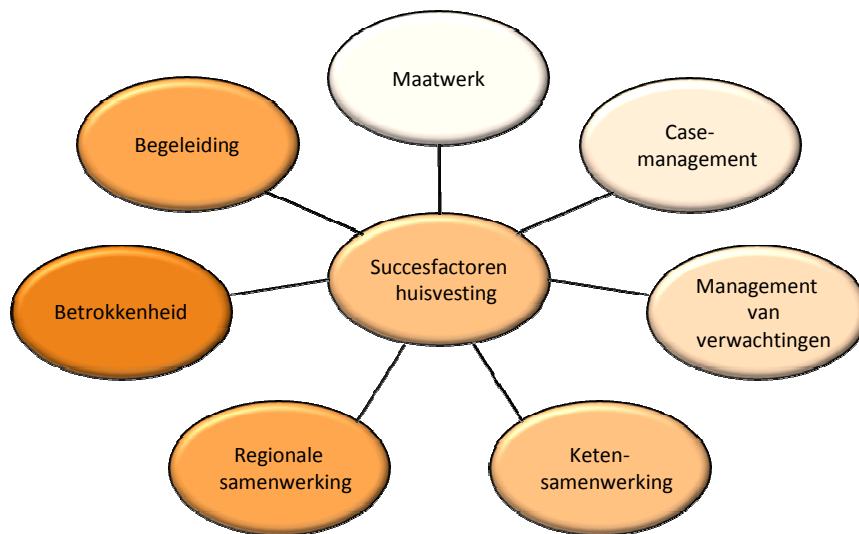 Maatwerk
Case-
management
Management
van
verwachtingen
Keten-
samenwerking
Regionale
samenwerking
Betrokkenheid
Begeleiding
Succesfactoren
huisvesting